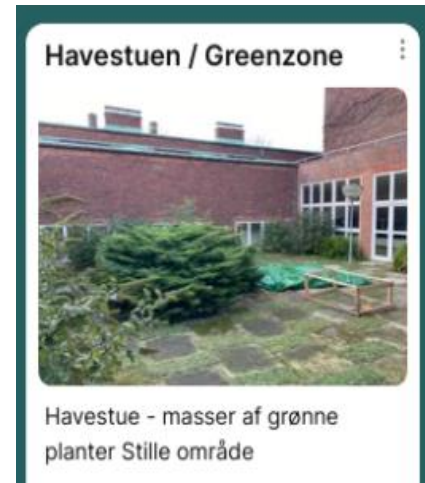 Havestuen / Greenzone
Havestue - masser af grønne
planter Stille område